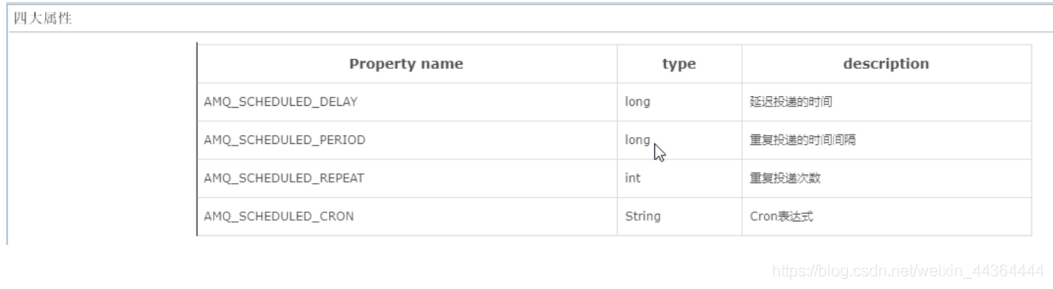 四大属性
Property name type description
AMQ_SCHEDULED_DELAY long 延迟投递的时间
AMQ_SCHEDULED_PERIOD long 重复投递的时间间隔
AMQ_SCHEDULED_REPEAT int 重复投递次数
AMQ_SCHEDULED_CRON String Cron表达式
https://blog.csdn.net/weixin_44364444